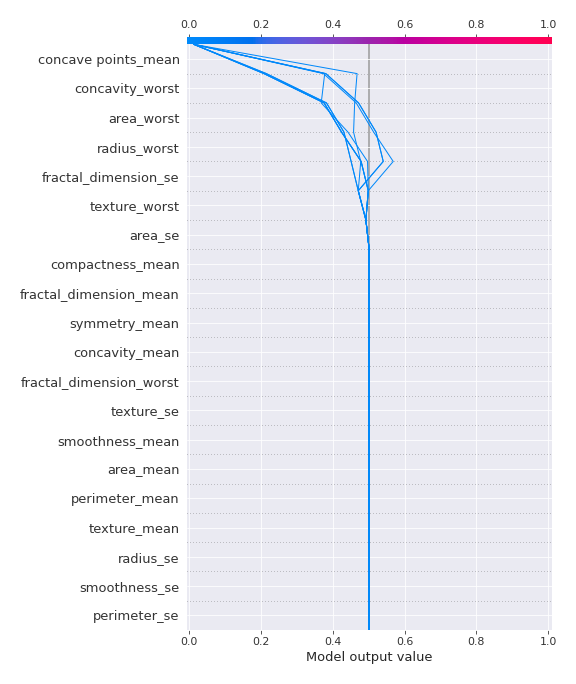 0.0 0.2 0.4 0.6 0.8 1.0
concave points_mean
concavity_worst
area_worst
radius_worst
fractal_dimension_se
texture_worst
area_se
compactness_mean
fractal_dimension_mean
symmetry_mean
concavity_mean
fractal_dimension_worst
texture_se
smoothness_mean
area_mean
perimeter_mean
texture_mean
radius_se
smoothness_se
perimeter_se
0.0 0.2 0.4 0.6 0.8 1.0
Model output value